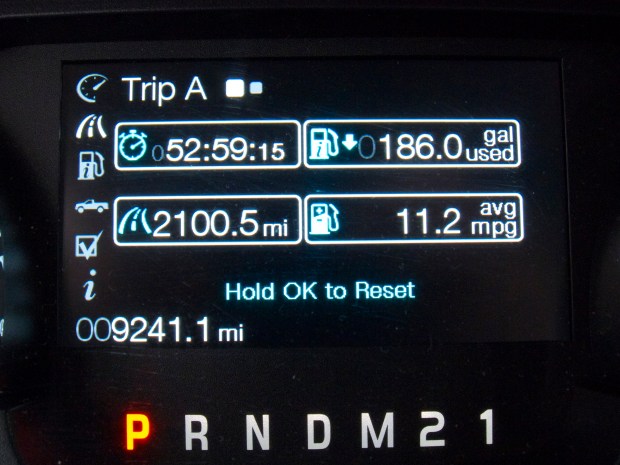 Trip A
052:59:15
0186.0 gal used
2100.5 mi
11.2 avg mpg
i
Hold OK to Reset
009241.1 mi
P R N D M 2 1